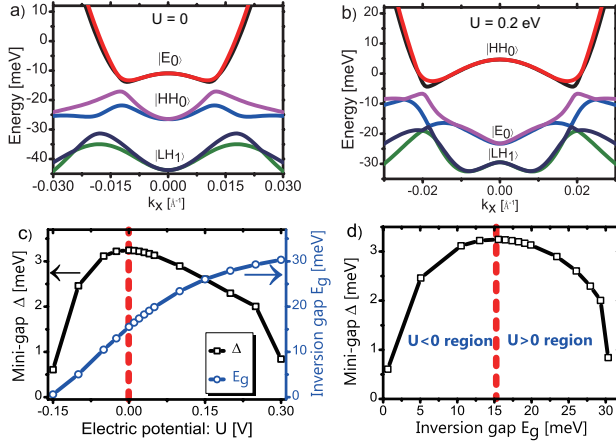 a)
U = 0
|E₀⟩
|HH₀⟩
|LH₁⟩
Energy [meV]
20
10
0
-10
-20
-30
-40
-0.030
-0.015
0.000
0.015
0.030
kₓ [Å⁻¹]
b)
U = 0.2 eV
|HH₀⟩
|E₀⟩
|LH₁⟩
Energy [meV]
20
10
0
-10
-20
-30
-0.02
0.00
0.02
kₓ [Å⁻¹]
c)
Mini-gap Δ [meV]
3
2
1
0
Δ
E_g
Inversion gap E_g [meV]
30
20
10
0
-0.15
0.00
0.15
0.30
Electric potential: U [V]
d)
Mini-gap Δ [meV]
3
2
1
0
U<0 region
U>0 region
0
5
10
15
20
25
30
Inversion gap E_g [meV]